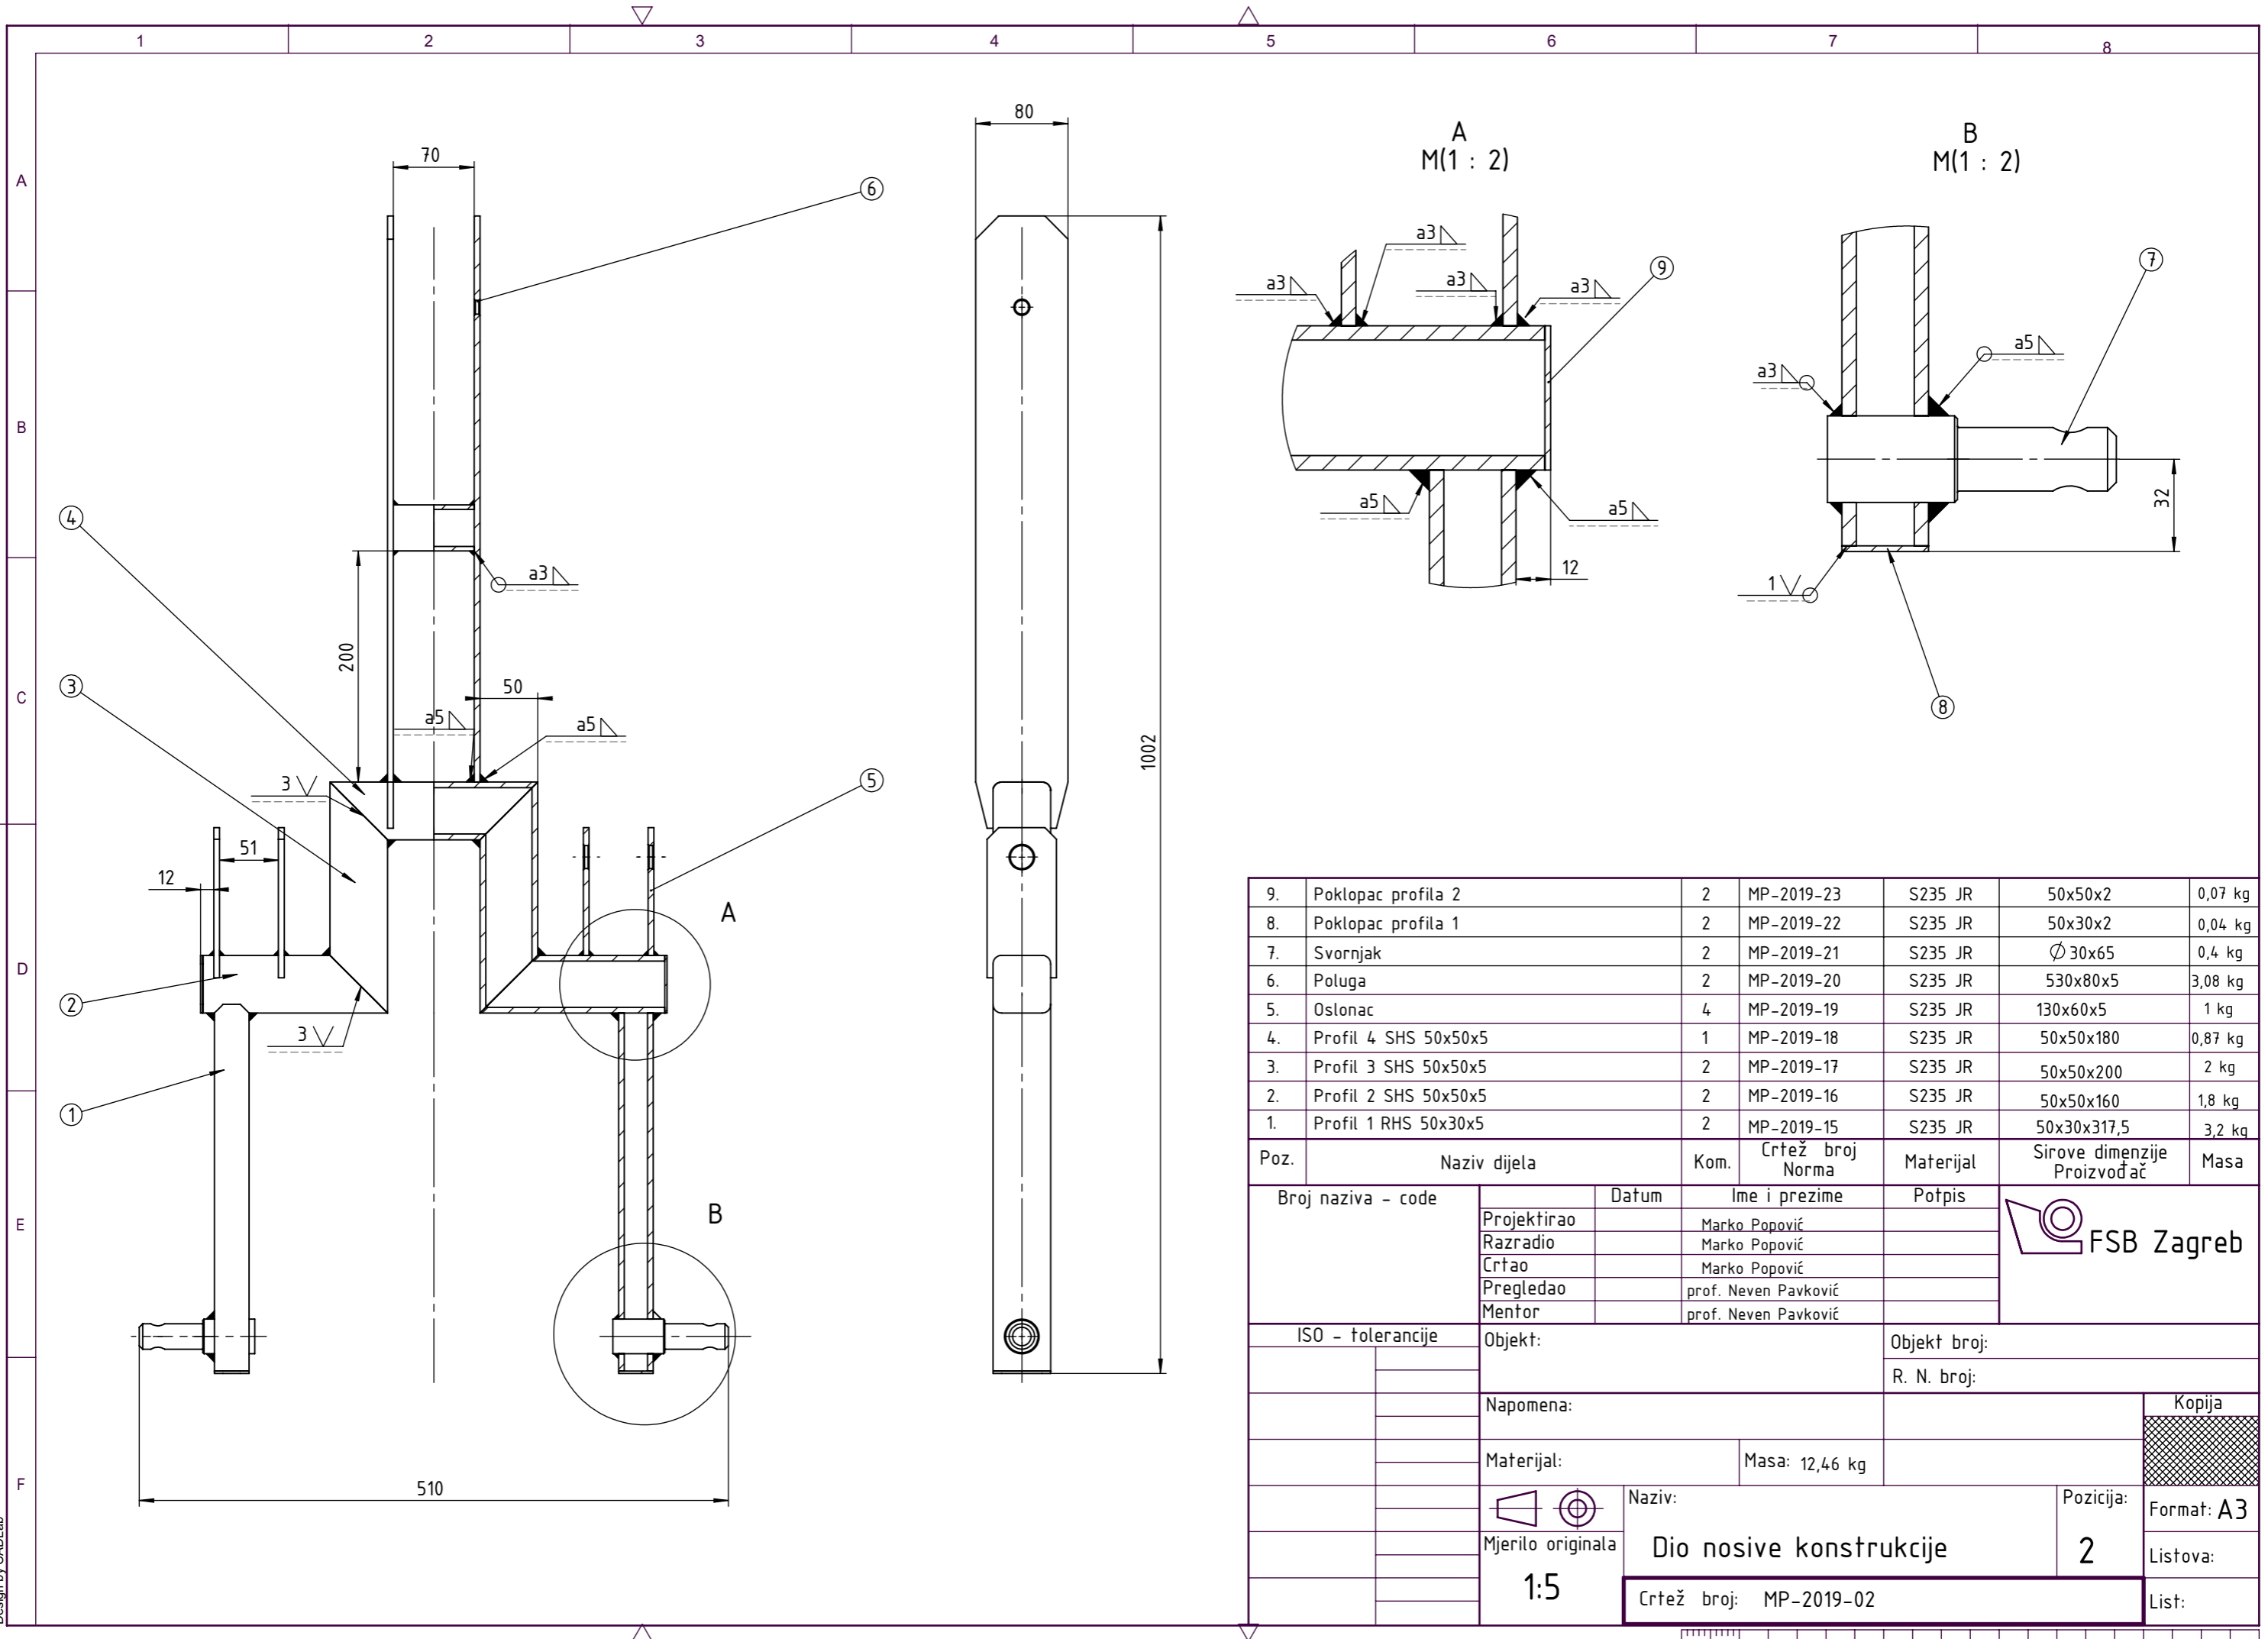 1 2 3 4 5 6 7 8
A
B
C
D
E
F
70
6
4
a3
200
3
50
a5
a5
3
5
51
12
A
2
3
1
B
510
80
1002
A
M(1 : 2)
a3
a3
a3
a3
9
a5
a5
12
B
M(1 : 2)
7
a3
a5
32
1
8
9. Poklopac profila 2 2 MP-2019-23 S235 JR 50x50x2 0,07 kg
8. Poklopac profila 1 2 MP-2019-22 S235 JR 50x30x2 0,04 kg
7. Svornjak 2 MP-2019-21 S235 JR ∅ 30x65 0,4 kg
6. Poluga 2 MP-2019-20 S235 JR 530x80x5 3,08 kg
5. Oslonac 4 MP-2019-19 S235 JR 130x60x5 1 kg
4. Profil 4 SHS 50x50x5 1 MP-2019-18 S235 JR 50x50x180 0,87 kg
3. Profil 3 SHS 50x50x5 2 MP-2019-17 S235 JR 50x50x200 2 kg
2. Profil 2 SHS 50x50x5 2 MP-2019-16 S235 JR 50x50x160 1,8 kg
1. Profil 1 RHS 50x30x5 2 MP-2019-15 S235 JR 50x30x317,5 3,2 kg
Poz. Naziv dijela Kom. Crtež broj Norma Materijal Sirove dimenzije Proizvođač Masa
Broj naziva - code
Datum Ime i prezime Potpis
Projektirao Marko Popović
Razradio Marko Popović
Crtao Marko Popović
Pregledao prof. Neven Pavković
Mentor prof. Neven Pavković
FSB Zagreb
ISO - tolerancije
Objekt:
Objekt broj:
R. N. broj:
Napomena:
Kopija
Materijal:
Masa: 12,46 kg
Naziv:
Dio nosive konstrukcije
Pozicija:
2
Format: A3
Mjerilo originala
1:5
Listova:
Crtež broj: MP-2019-02
List:
Design by CADLab